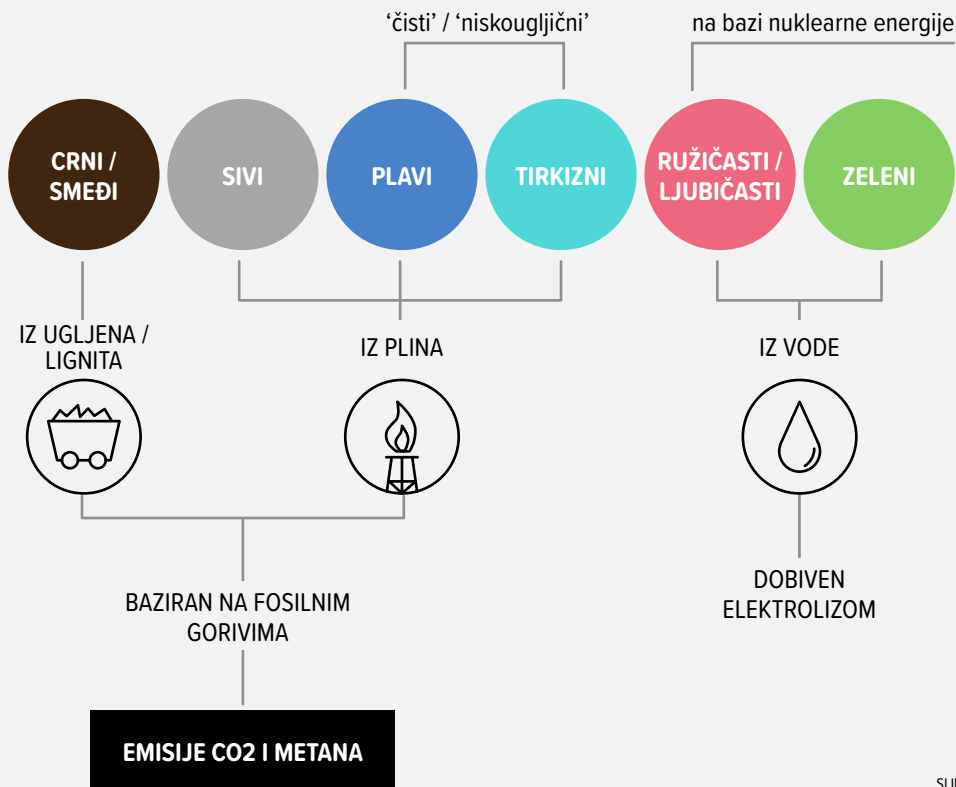 ‘čisti’ / ‘niskougljični’
na bazi nuklearne energije
CRNI /
SMEĐI
SIVI
PLAVI
TIRKIZNI
RUŽIČASTI /
LJUBIČASTI
ZELENI
IZ UGLJENA /
LIGNITA
IZ PLINA
IZ VODE
BAZIRAN NA FOSILNIM
GORIVIMA
DOBIVEN
ELEKTROLIZOM
EMISIJE CO2 I METANA